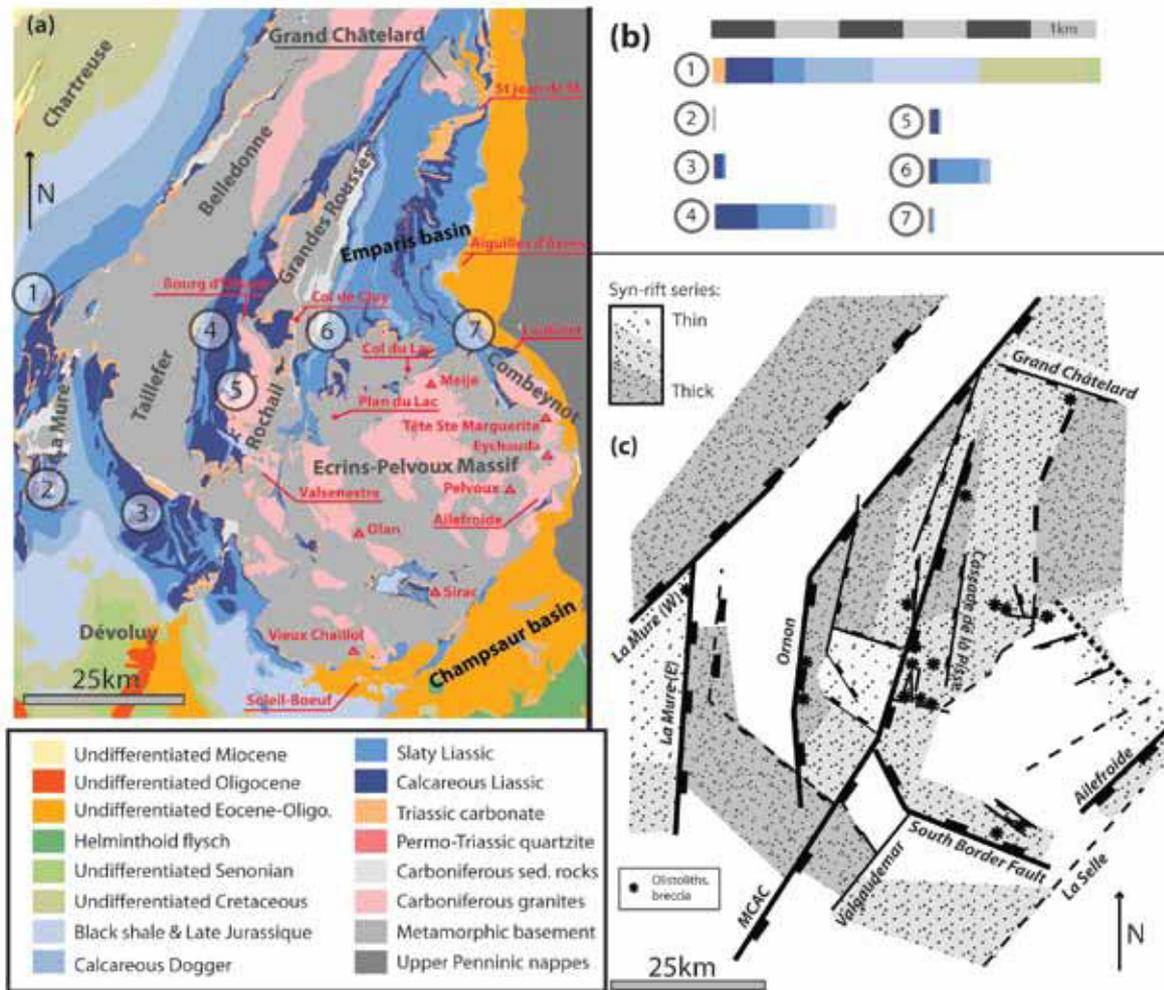 (a)
Grand Châtelard
Chartreuse
St Jean de M.
N
Belledonne
Grandes Rousses
Emparis basin
Aiguilles d'Arves
Bourg d'Oisans
Col de Cluy
1
4
6
7
Lautaret
Col du Lac
Combeynot
Taillefer
5
Meije
La Mure
Rochail
Plan du Lac
Tête Ste Marguerite
Eychauda
Ecrins-Pelvoux Massif
2
Valsenestre
Pelvoux
3
Ailefroide
Olan
Sirac
Dévoluy
Vieux Chaillol
Champsaur basin
25km
Soleil-Boeuf
Undifferentiated Miocene
Undifferentiated Oligocene
Undifferentiated Eocene-Oligo.
Helminthoid flysch
Undifferentiated Senonian
Undifferentiated Cretaceous
Black shale & Late Jurassique
Calcareous Dogger
Slaty Liassic
Calcareous Liassic
Triassic carbonate
Permo-Triassic quartzite
Carboniferous sed. rocks
Carboniferous granites
Metamorphic basement
Upper Penninic nappes
(b)
1km
1
2
5
3
6
4
7
Syn-rift series:
Thin
Thick
Grand Châtelard
(c)
La Mure (W)
La Mure (E)
Ornon
Cassade de la Pisse
Ailefroide
South Border Fault
La Selle
Valgaudemar
MCAC
Olistoliths,
breccia
N
25km